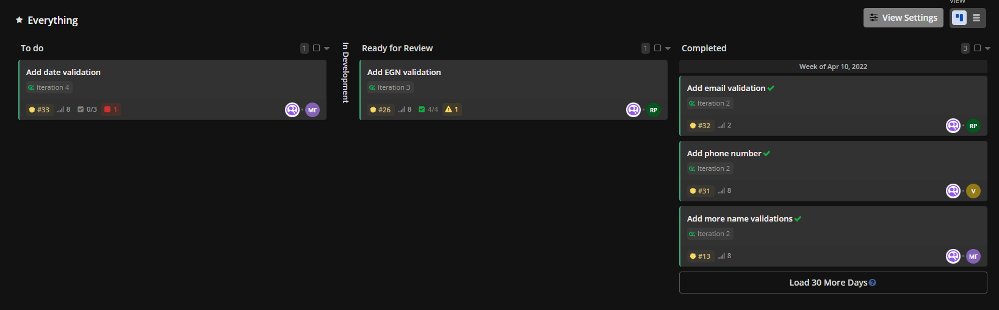 VIEW
Everything
View Settings
To do
1
Add date validation
Iteration 4
#33 8 0/3 1
МГ
In Development
Ready for Review
1
Add EGN validation
Iteration 3
#26 8 4/4 1
RP
Completed
3
Week of Apr 10, 2022
Add email validation
Iteration 2
#32 2
RP
Add phone number
Iteration 2
#31 8
V
Add more name validations
Iteration 2
#13 8
МГ
Load 30 More Days?